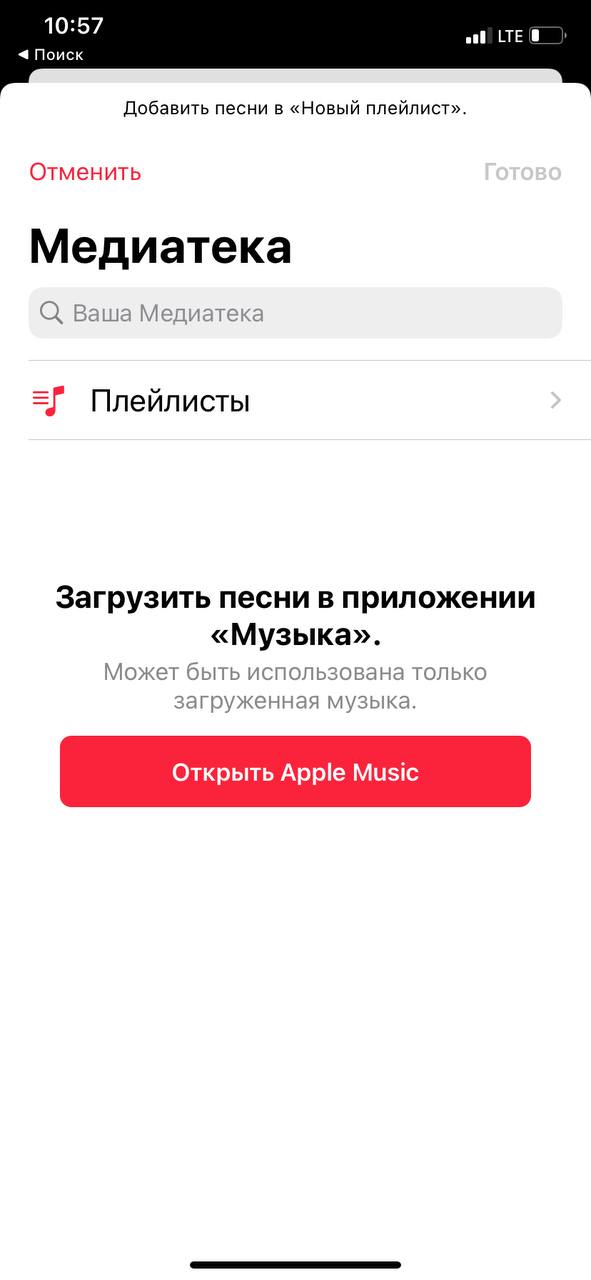 10:57
LTE
◀ Поиск
Добавить песни в «Новый плейлист».
Отменить
Готово
Медиатека
Ваша Медиатека
Плейлисты
Загрузить песни в приложении
«Музыка».
Может быть использована только
загруженная музыка.
Открыть Apple Music